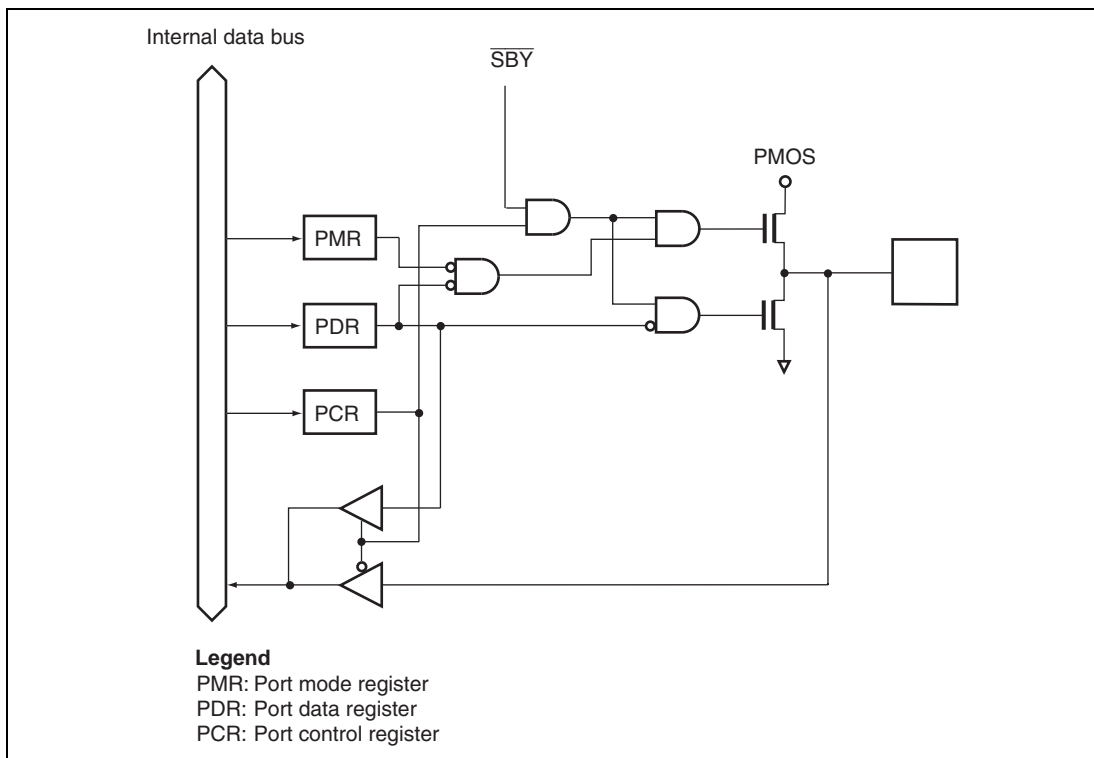 Internal data bus
SBY
PMOS
PMR
PDR
PCR
Legend
PMR: Port mode register
PDR: Port data register
PCR: Port control register